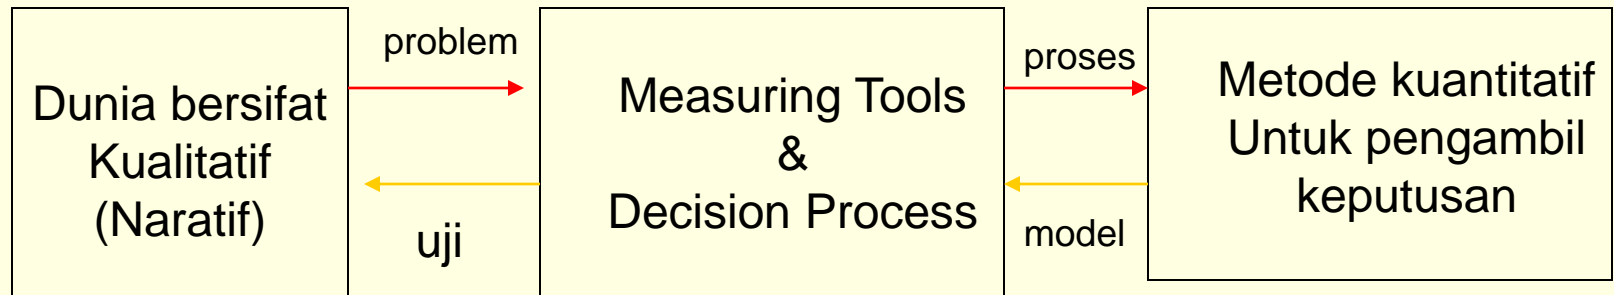 Dunia bersifat
Kualitatif
(Naratif)
problem
uji
Measuring Tools
&
Decision Process
proses
model
Metode kuantitatif
Untuk pengambil
keputusan